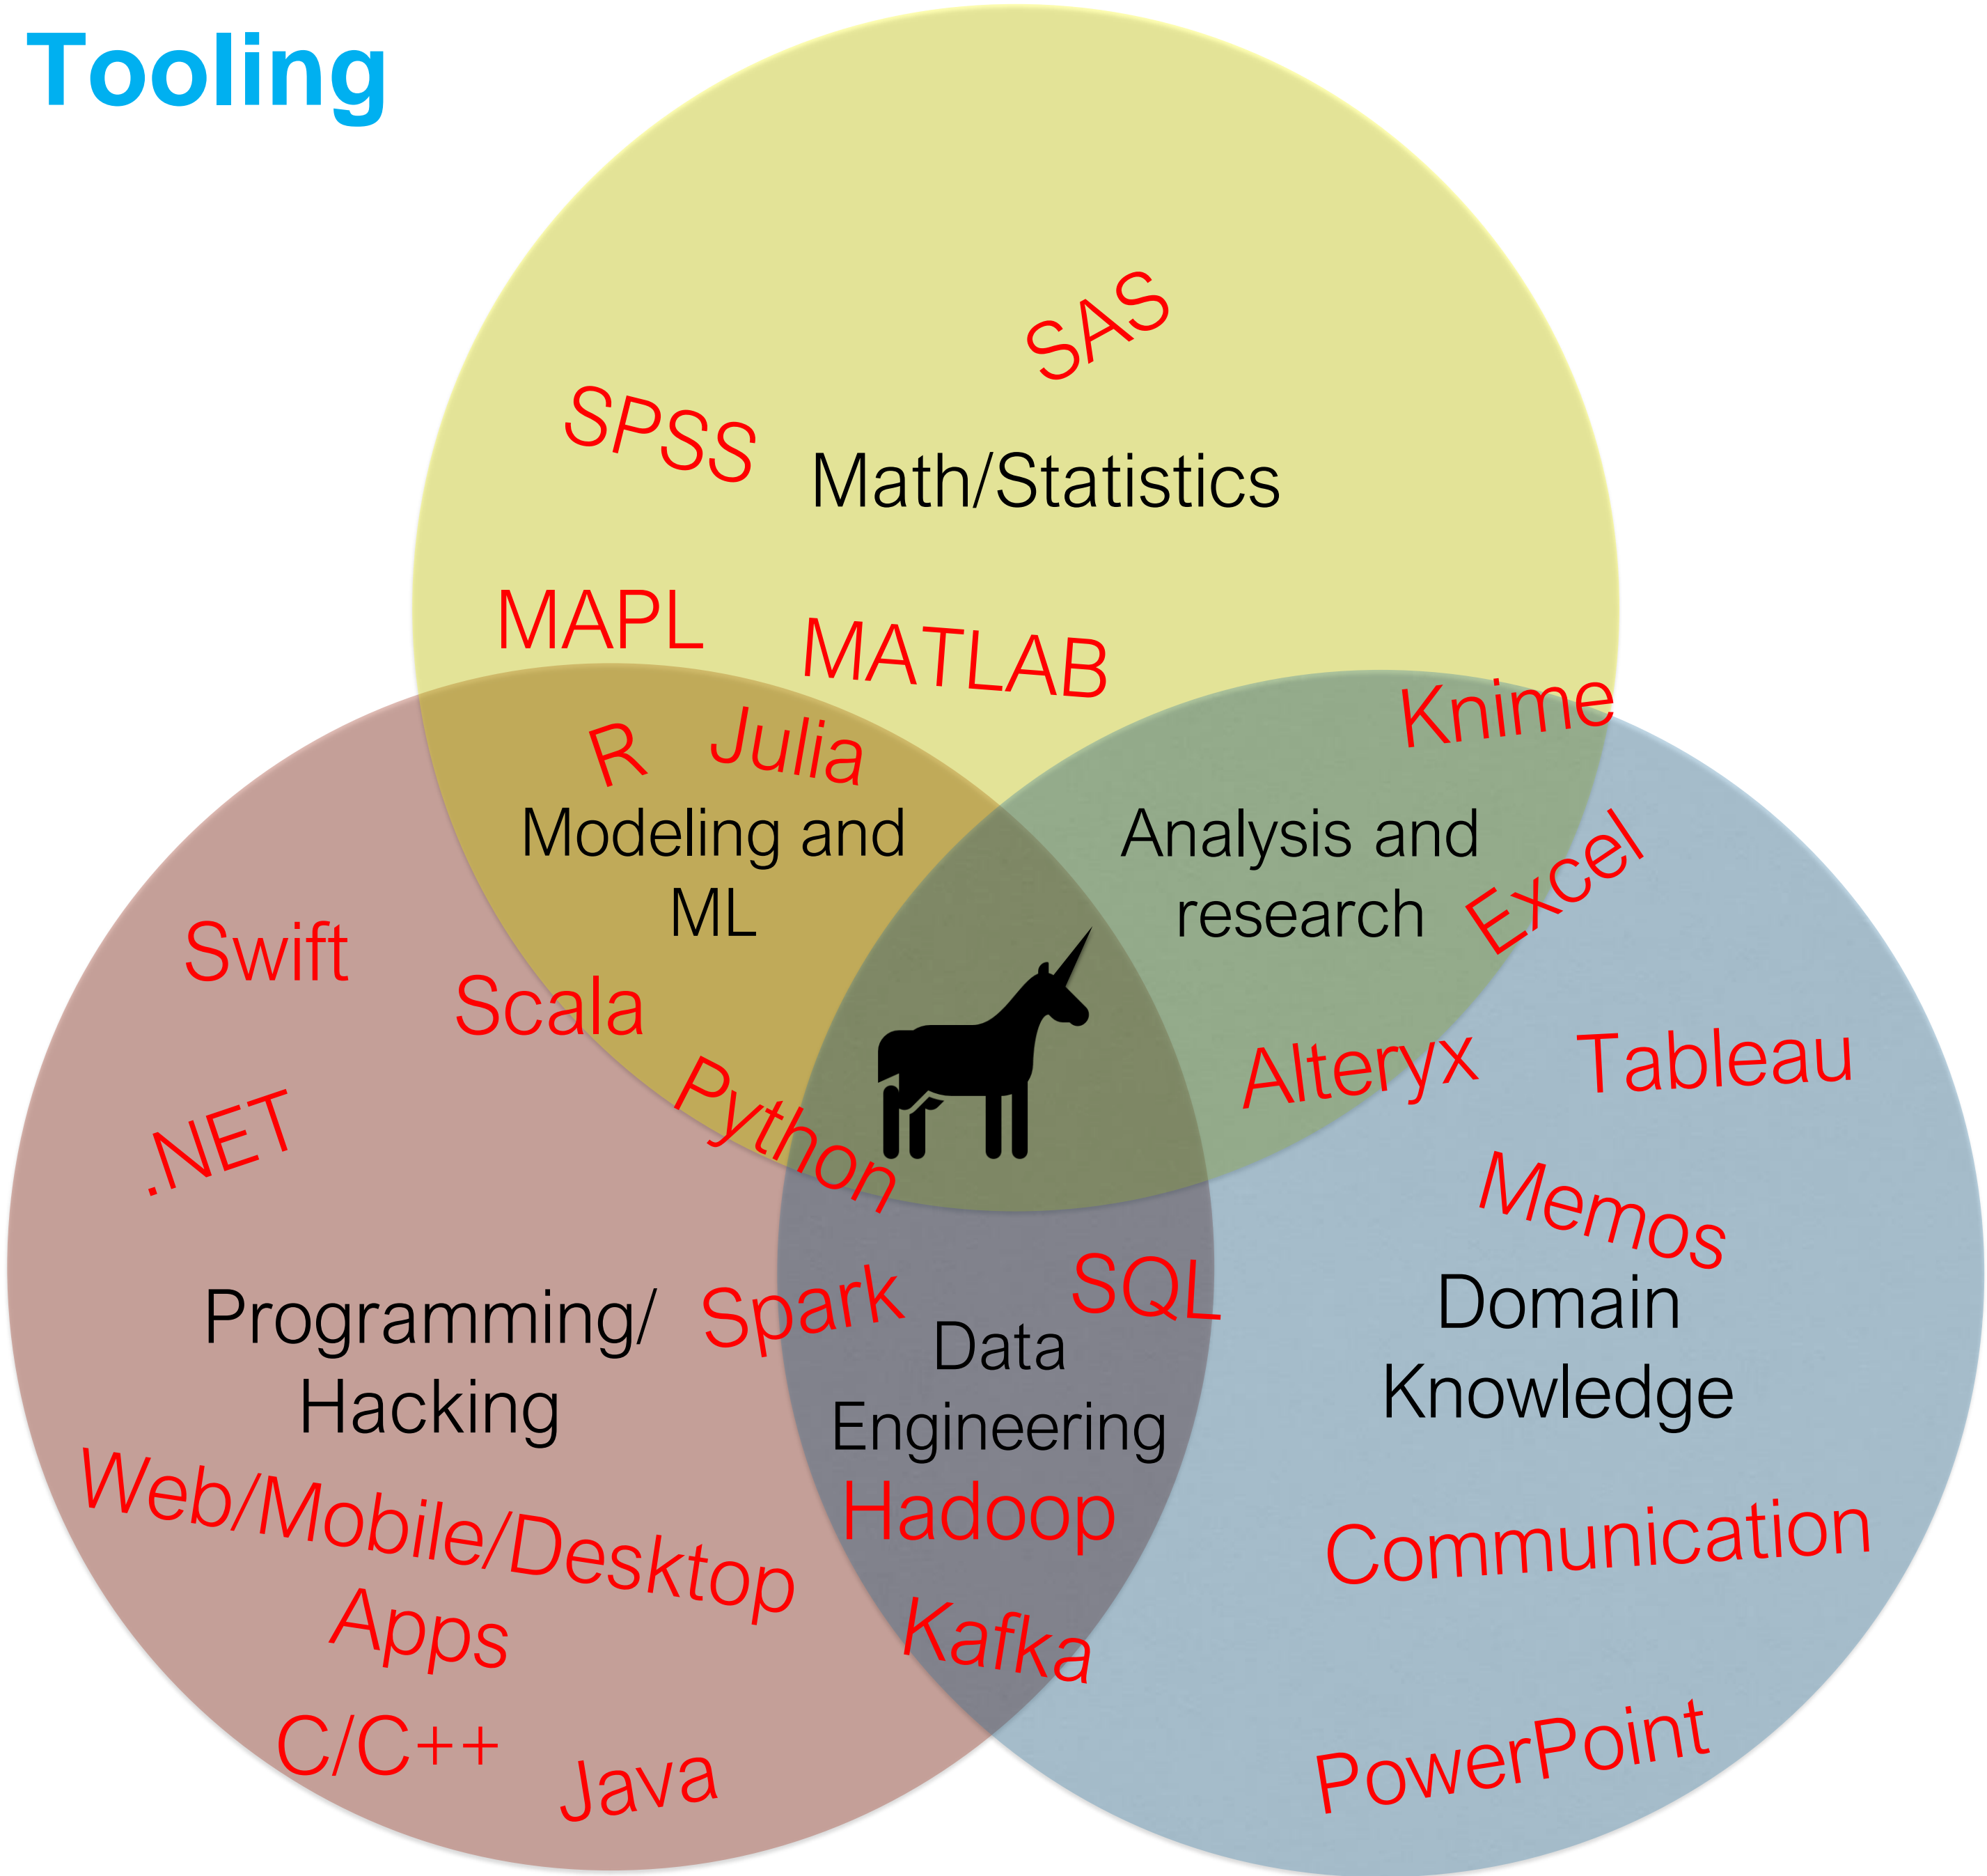 Tooling
SAS
SPSS
Math/Statistics
MAPL
MATLAB
Knime
R
Julia
Modeling and
ML
Analysis and
research
Excel
Swift
Scala
Python
Alteryx
Tableau
.NET
Memos
Programming/
Hacking
Spark
SQL
Data
Engineering
Domain
Knowledge
Web/Mobile/Desktop
Apps
Hadoop
Communication
Kafka
C/C++
Java
PowerPoint